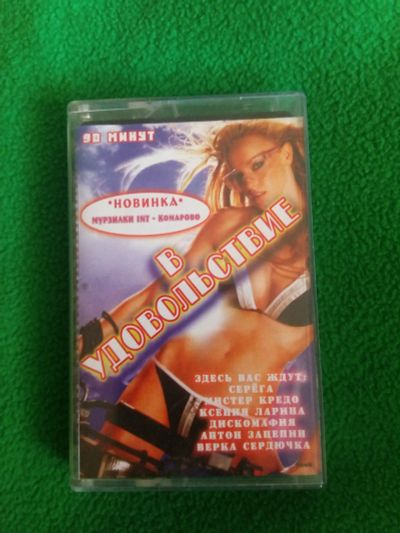 90 МИНУТ
*НОВИНКА*
МУРЗИЛКИ INT - КОМАРОВО
В
УДОВОЛЬСТВИЕ
ЗДЕСЬ ВАС ЖДУТ:
СЕРЁГА
МИСТЕР КРЕДО
КСЕНИЯ ЛАРИНА
ДИСКОМАФИЯ
АНТОН ЗАЦЕПИН
ВЕРКА СЕРДЮЧКА